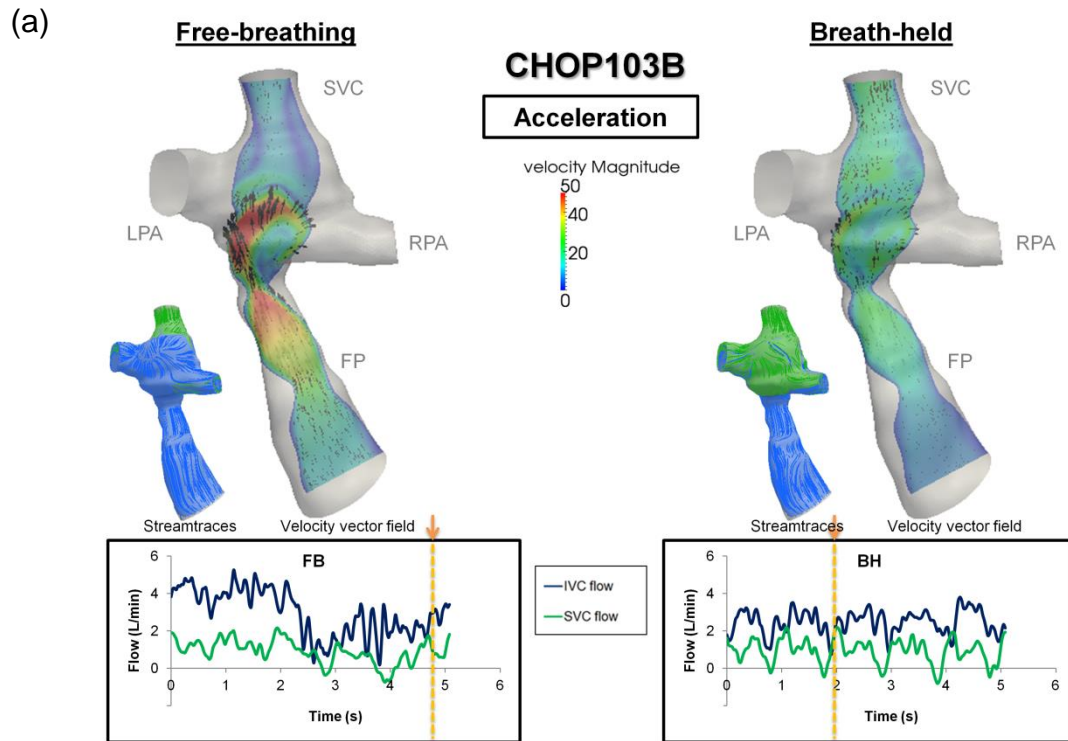 (a)
Free-breathing
Breath-held
CHOP103B
Acceleration
velocity Magnitude
50
40
20
0
SVC
LPA
RPA
FP
Streamtraces
Velocity vector field
SVC
LPA
RPA
FP
Streamtraces
Velocity vector field
FB
Flow (L/min)
6
4
2
0
0 1 2 3 4 5 6
Time (s)
IVC flow
SVC flow
BH
Flow (L/min)
6
4
2
0
0 1 2 3 4 5 6
Time (s)